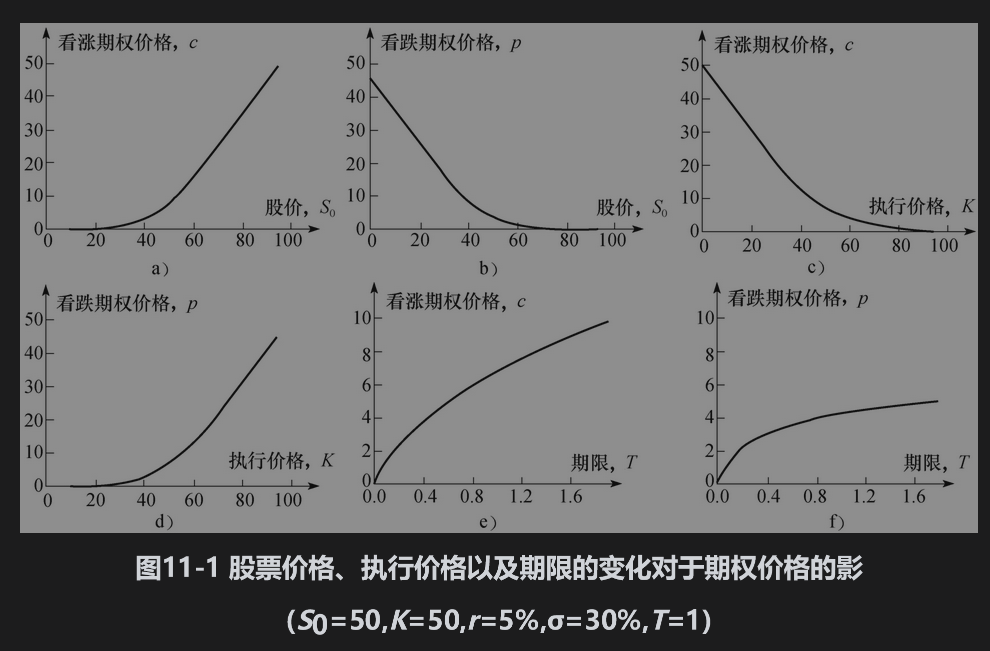 看涨期权价格，c
50
40
30
20
10
0
20 40 60 80 100
股价，S₀
a）
看跌期权价格，p
50
40
30
20
10
0
0 20 40 60 80 100
股价，S₀
b）
看涨期权价格，c
50
40
30
20
10
0
0 20 40 60 80 100
执行价格，K
c）
看跌期权价格，p
50
40
30
20
10
0
0 20 40 60 80 100
执行价格，K
d）
看涨期权价格，c
10
8
6
4
2
0
0.0 0.4 0.8 1.2 1.6
期限，T
e）
看跌期权价格，p
10
8
6
4
2
0
0.0 0.4 0.8 1.2 1.6
期限，T
f）
图11-1 股票价格、执行价格以及期限的变化对于期权价格的影
(S0=50,K=50,r=5%,σ=30%,T=1)